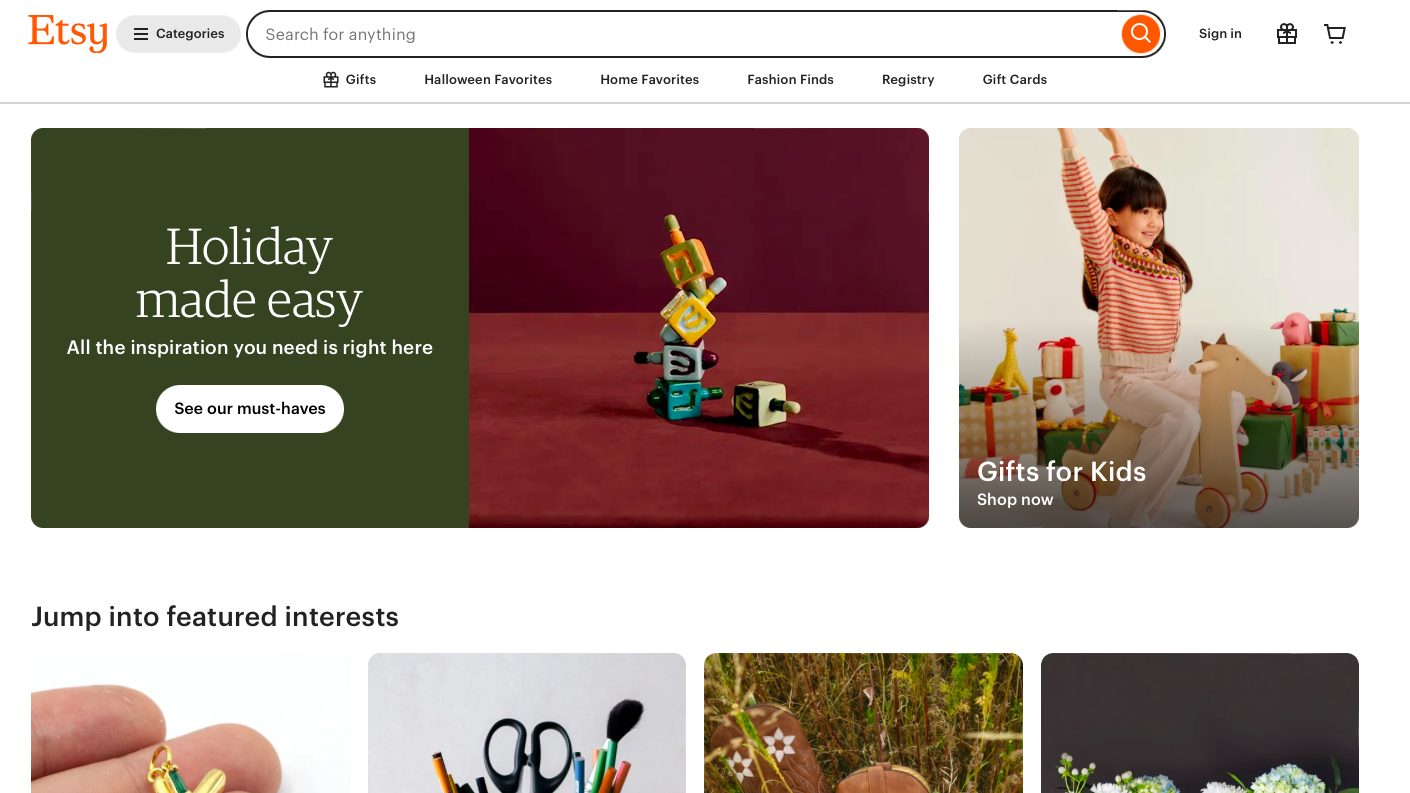 Etsy
Categories
Search for anything
Sign in
Gifts
Halloween Favorites
Home Favorites
Fashion Finds
Registry
Gift Cards
Holiday
made easy
All the inspiration you need is right here
See our must-haves
Gifts for Kids
Shop now
Jump into featured interests